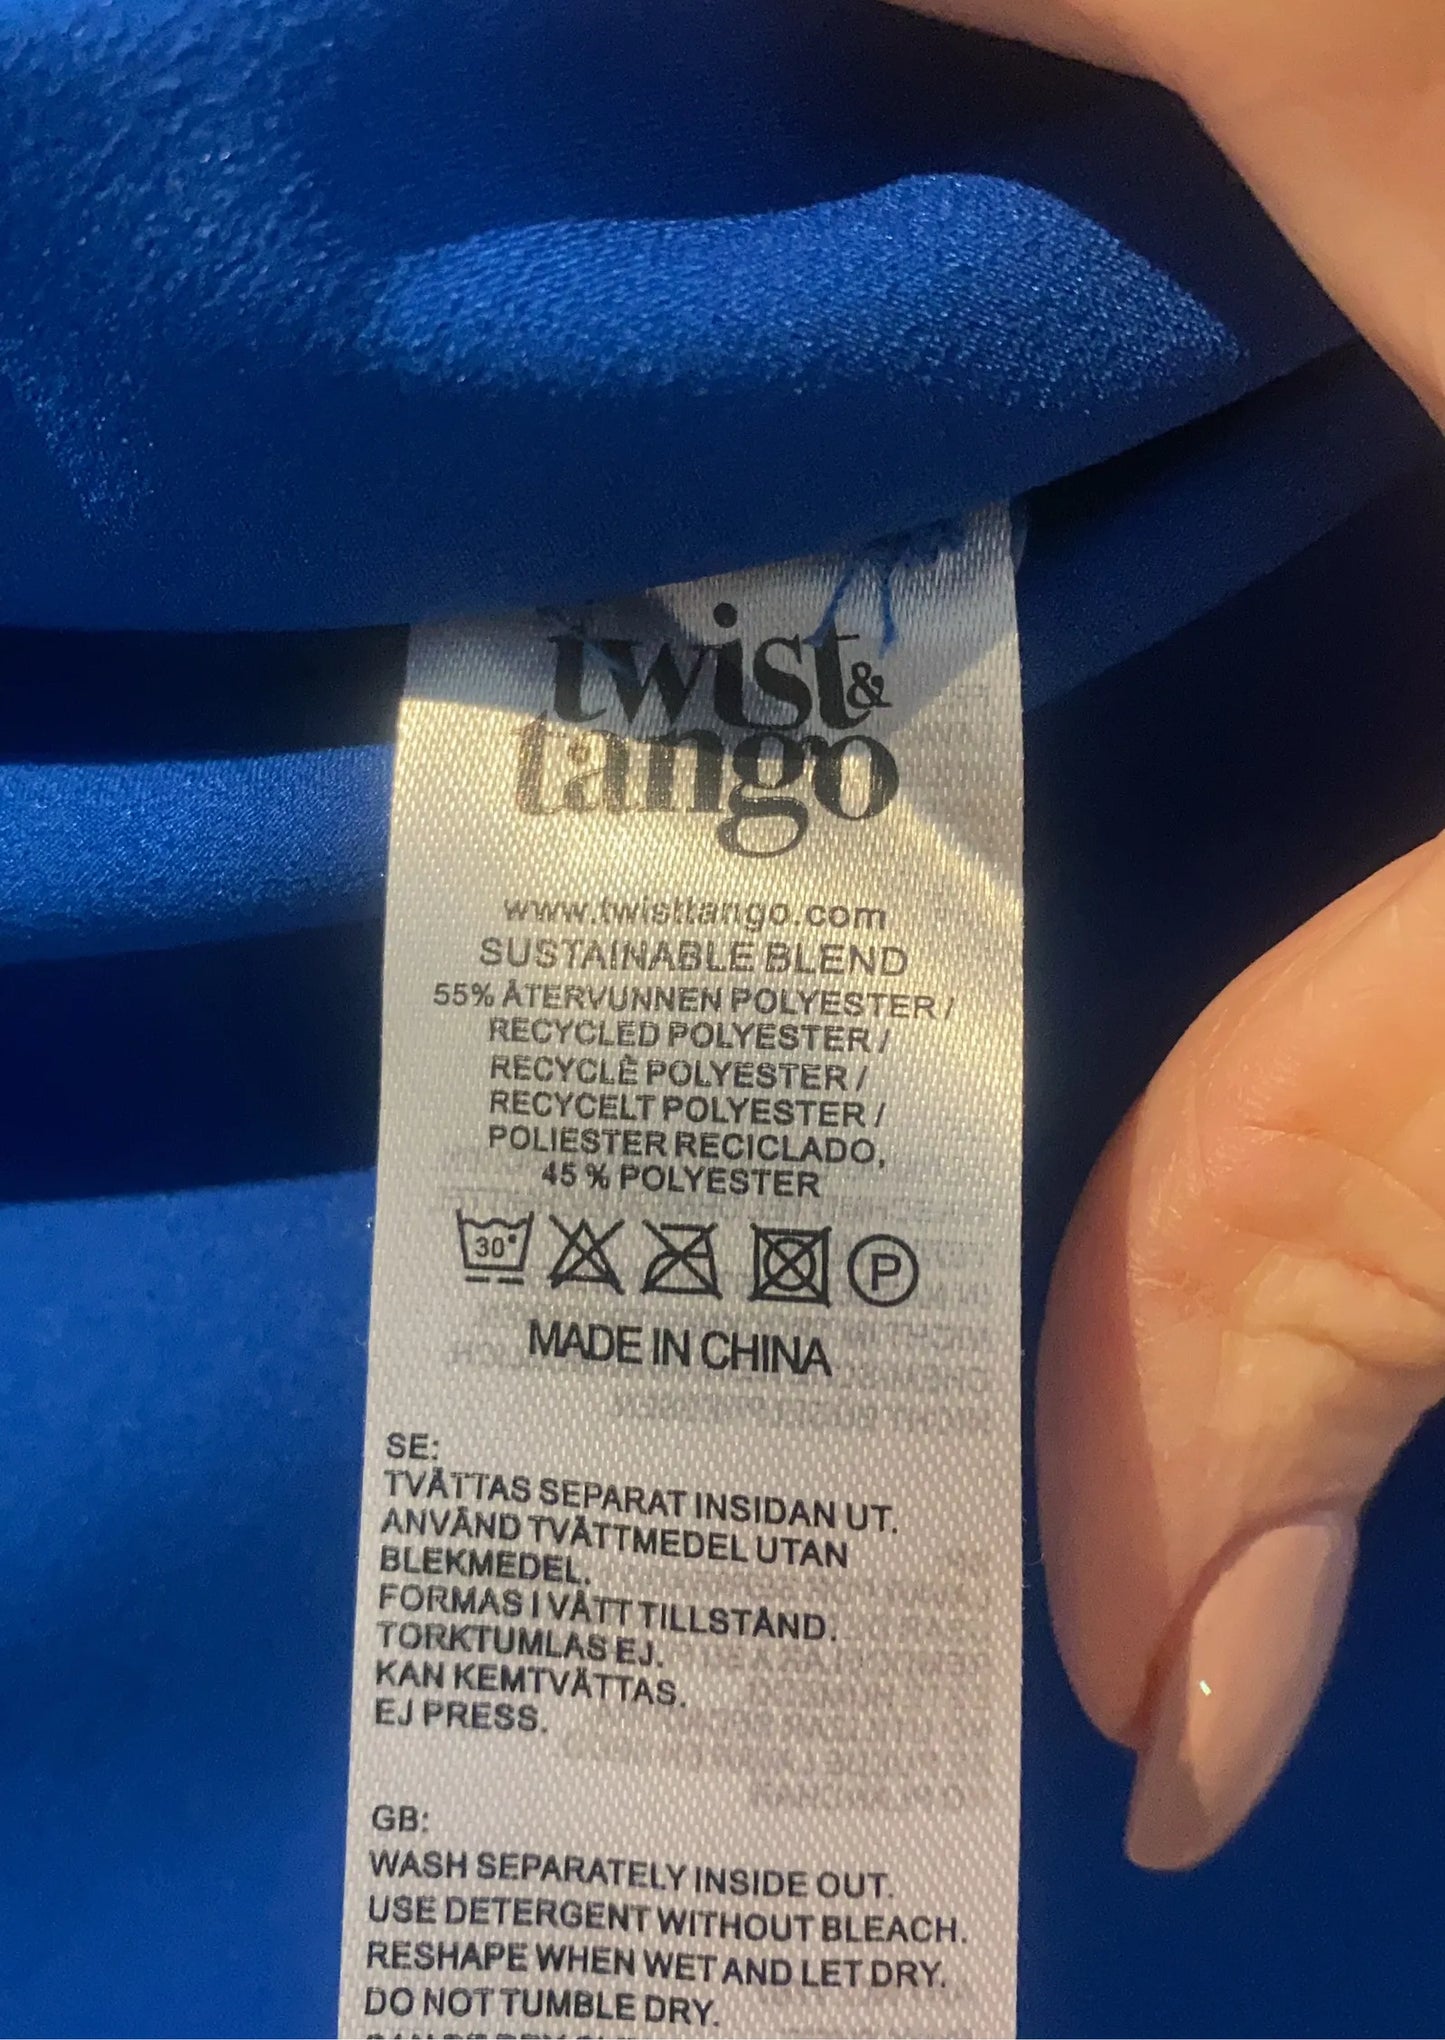 twist &
tango
www.twisttango.com
SUSTAINABLE BLEND
55% ÅTERVUNNEN POLYESTER /
RECYCLED POLYESTER /
RECYCLÈ POLYESTER /
RECYCELT POLYESTER /
POLIESTER RECICLADO,
45 % POLYESTER
30° P
MADE IN CHINA
SE:
TVÄTTAS SEPARAT INSIDAN UT.
ANVÄND TVÄTTMEDEL UTAN
BLEKMEDEL.
FORMAS I VÅTT TILLSTÅND.
TORKTUMLAS EJ.
KAN KEMTVÄTTAS.
EJ PRESS.
GB:
WASH SEPARATELY INSIDE OUT.
USE DETERGENT WITHOUT BLEACH.
RESHAPE WHEN WET AND LET DRY.
DO NOT TUMBLE DRY.